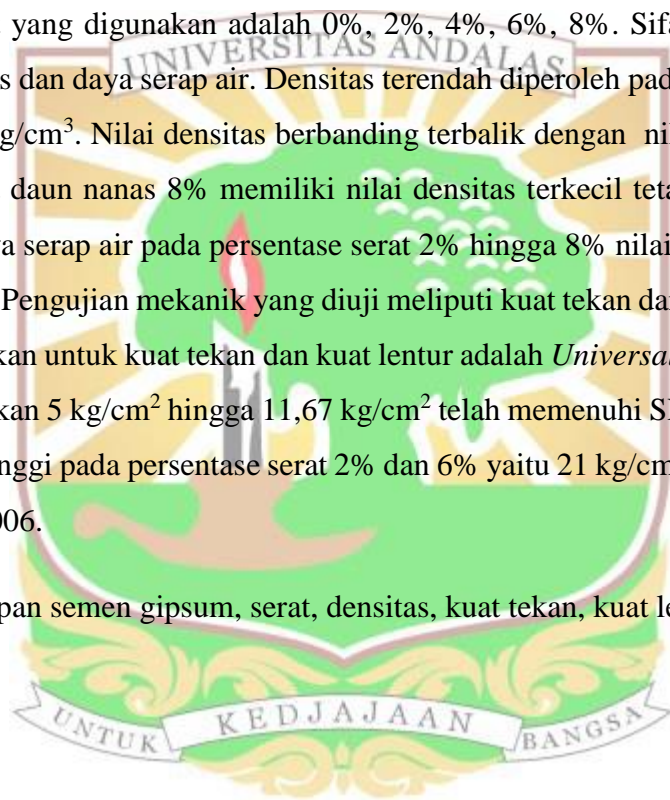 yang digunakan adalah 0%, 2%, 4%, 6%, 8%. Sifa
UNIVERSITAS ANDALAS
s dan daya serap air. Densitas terendah diperoleh pad
g/cm³. Nilai densitas berbanding terbalik dengan nil
daun nanas 8% memiliki nilai densitas terkecil teta
a serap air pada persentase serat 2% hingga 8% nilai
Pengujian mekanik yang diuji meliputi kuat tekan da
kan untuk kuat tekan dan kuat lentur adalah Universa
kan 5 kg/cm² hingga 11,67 kg/cm² telah memenuhi S
nggi pada persentase serat 2% dan 6% yaitu 21 kg/cm
006.
pan semen gipsum, serat, densitas, kuat tekan, kuat le
UNTUK KEDJAJAAN BANGSA